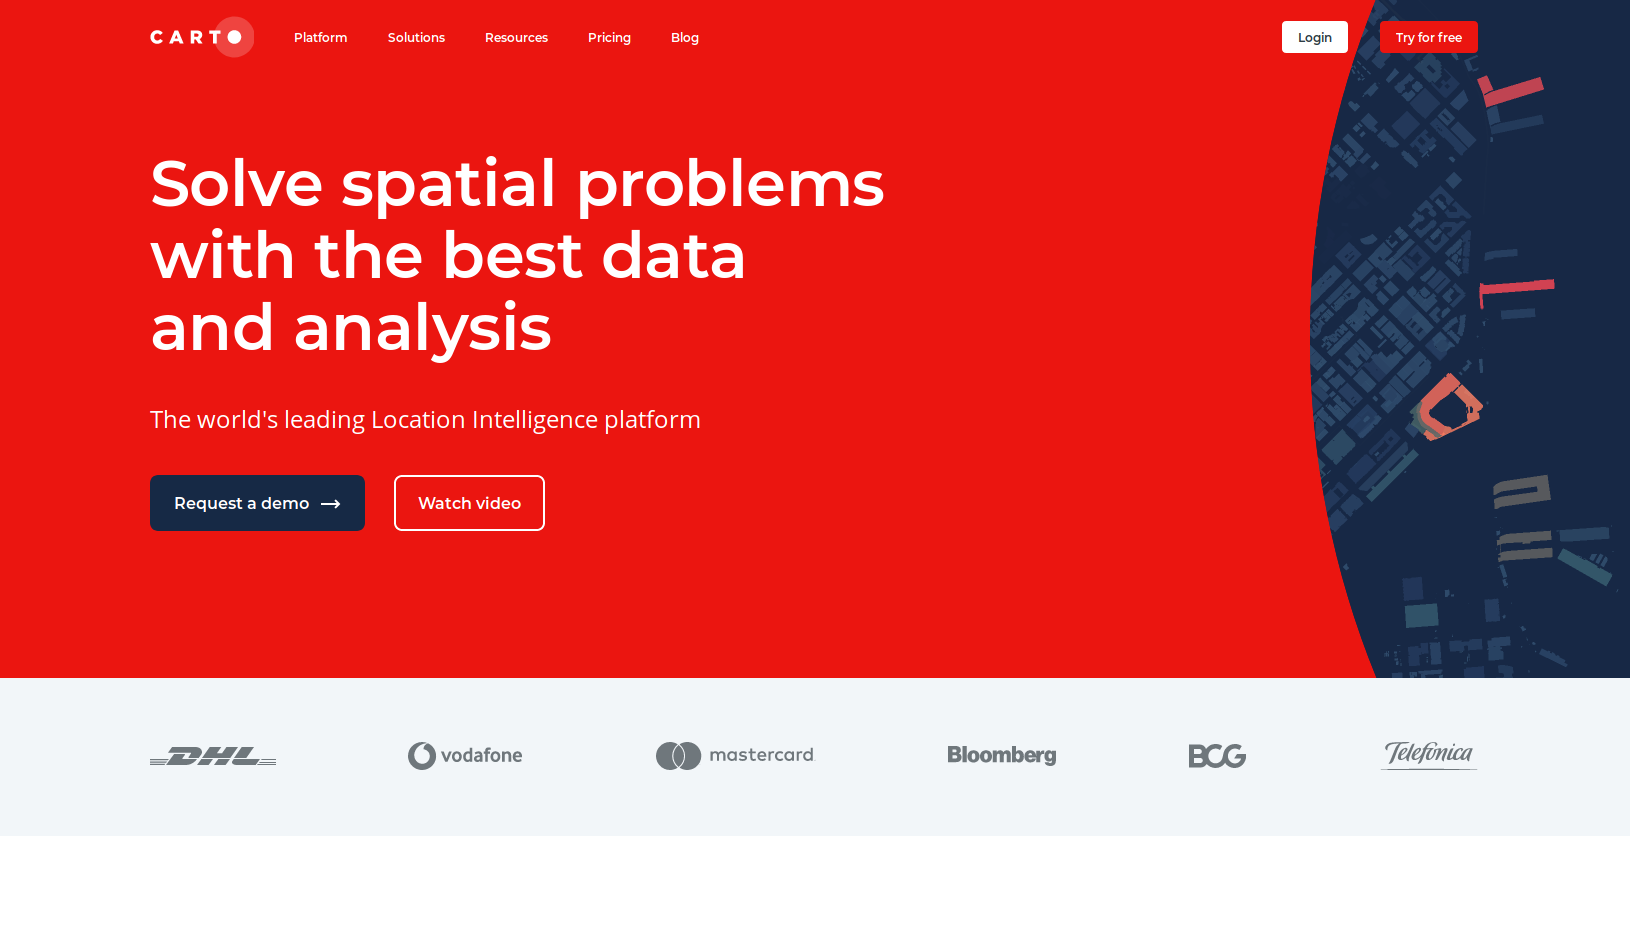 CARTO
Platform
Solutions
Resources
Pricing
Blog
Login
Try for free
Solve spatial problems
with the best data
and analysis
The world's leading Location Intelligence platform
Request a demo
Watch video
DHL
vodafone
mastercard
Bloomberg
BCG
Telefonica